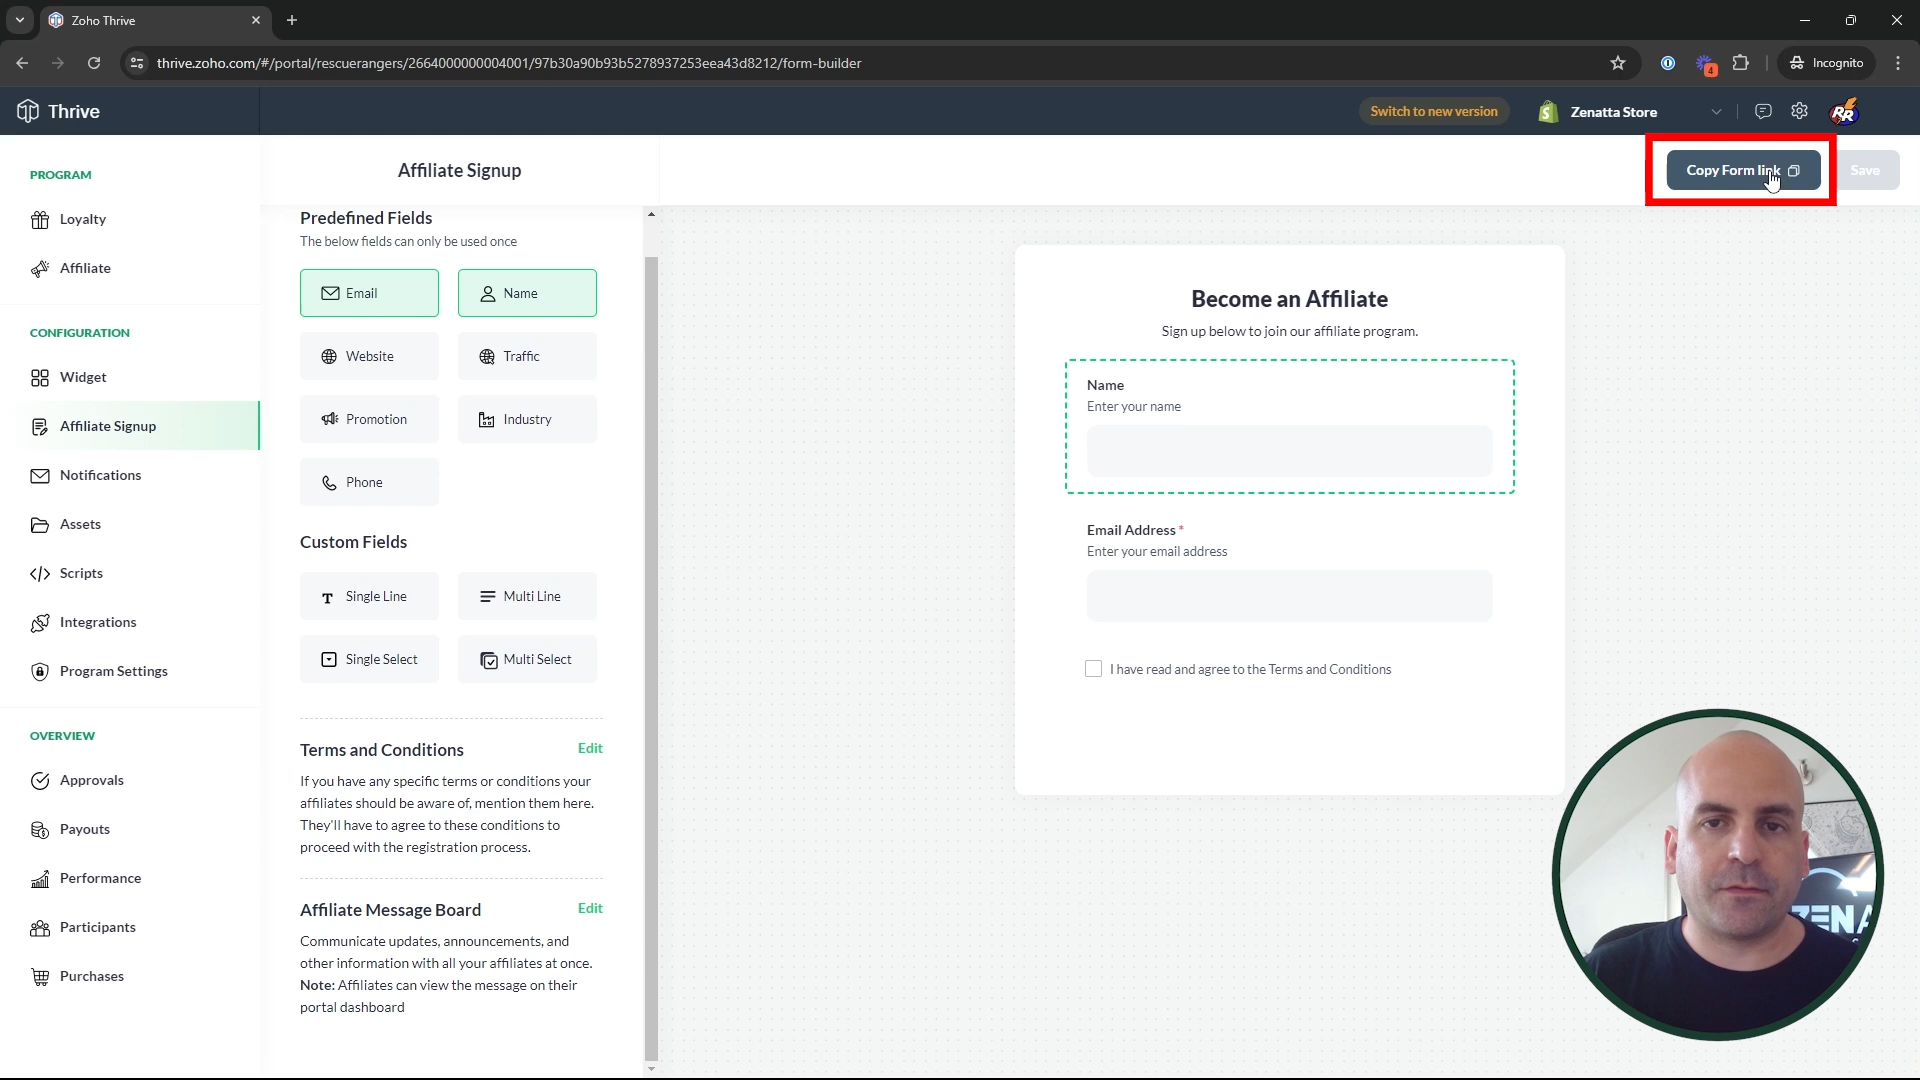 Zoho Thrive
thrive.zoho.com/#/portal/rescuerangers/2664000000004001/97b30a90b93b5278937253eea43d8212/form-builder
4
Incognito
Thrive
Switch to new version
Zenatta Store
RR
PROGRAM
Loyalty
Affiliate
CONFIGURATION
Widget
Affiliate Signup
Notifications
Assets
Scripts
Integrations
Program Settings
OVERVIEW
Approvals
Payouts
Performance
Participants
Purchases
Affiliate Signup
Copy Form link
Save
Predefined Fields
The below fields can only be used once
Email
Name
Website
Traffic
Promotion
Industry
Phone
Custom Fields
Single Line
Multi Line
Single Select
Multi Select
Terms and Conditions
Edit
If you have any specific terms or conditions your
affiliates should be aware of, mention them here.
They'll have to agree to these conditions to
proceed with the registration process.
Affiliate Message Board
Edit
Communicate updates, announcements, and
other information with all your affiliates at once.
Note: Affiliates can view the message on their
portal dashboard
Become an Affiliate
Sign up below to join our affiliate program.
Name
Enter your name
Email Address *
Enter your email address
I have read and agree to the Terms and Conditions
ZENA